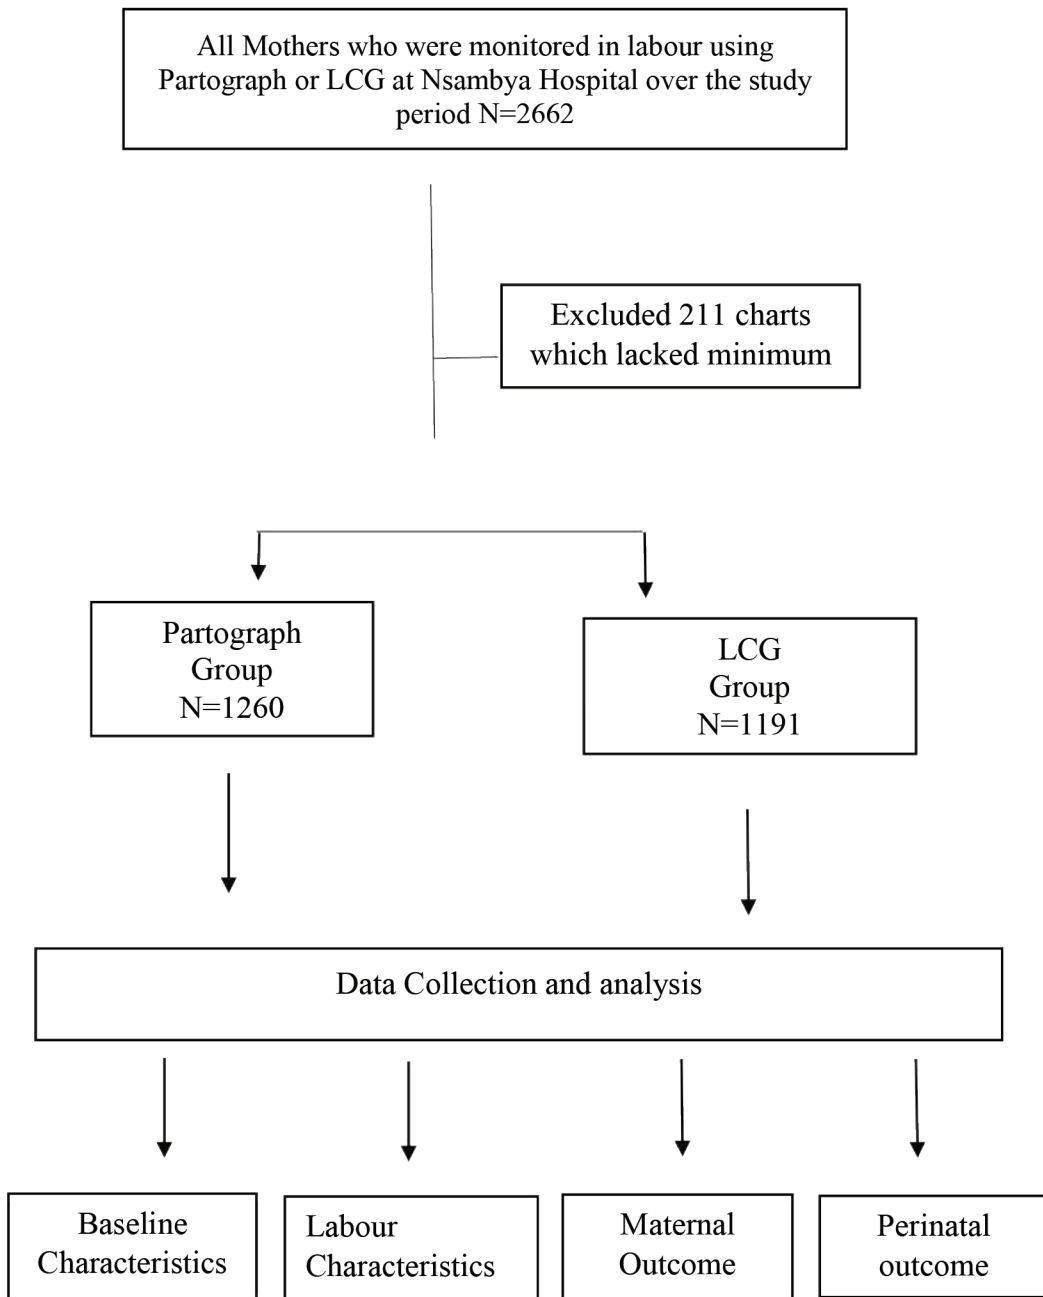 All Mothers who were monitored in labour using
Partograph or LCG at Nsambya Hospital over the study
period N=2662
Excluded 211 charts
which lacked minimum
Partograph
Group
N=1260
LCG
Group
N=1191
Data Collection and analysis
Baseline
Characteristics
Labour
Characteristics
Maternal
Outcome
Perinatal
outcome